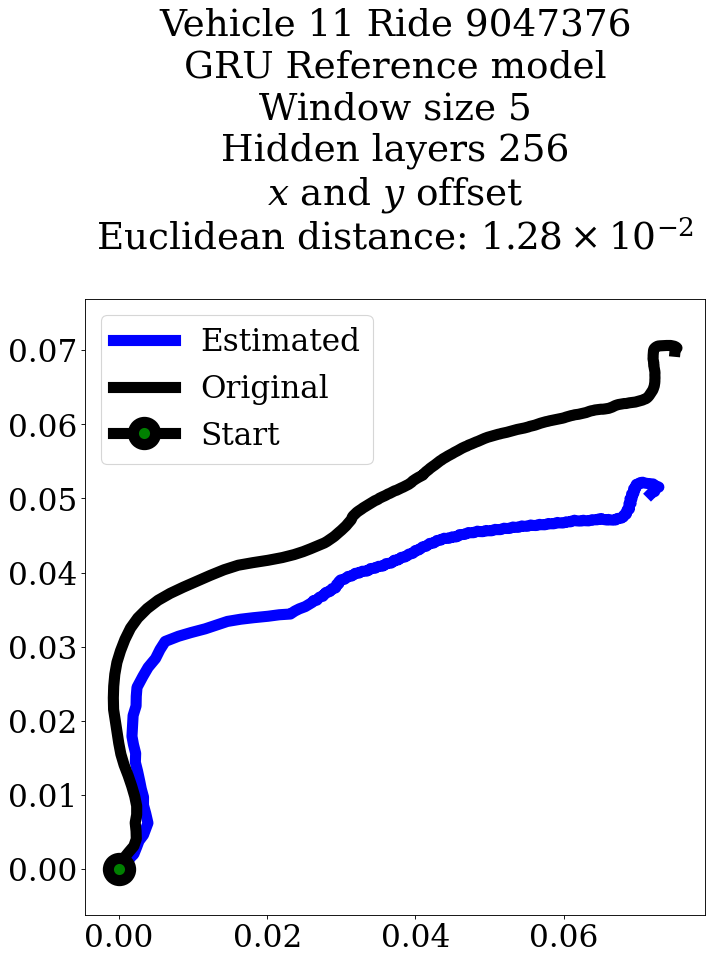 Vehicle 11 Ride 9047376
GRU Reference model
Window size 5
Hidden layers 256
x and y offset
Euclidean distance: 1.28 × 10⁻²
Estimated
Original
Start
0.07
0.06
0.05
0.04
0.03
0.02
0.01
0.00
0.00 0.02 0.04 0.06